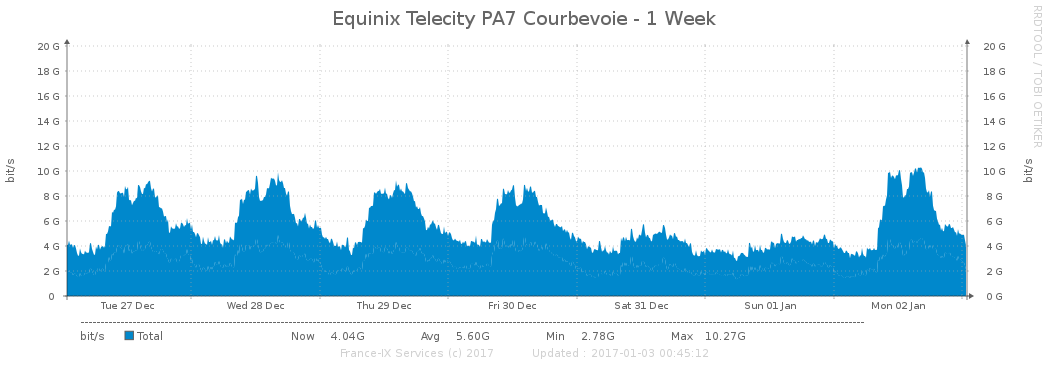 Equinix Telecity PA7 Courbevoie - 1 Week
RRDTOOL / TOBI OETIKER
bit/s
20 G 20 G
18 G 18 G
16 G 16 G
14 G 14 G
12 G 12 G
10 G 10 G
8 G 8 G
6 G 6 G
4 G 4 G
2 G 2 G
0 0 G
bit/s
Tue 27 Dec Wed 28 Dec Thu 29 Dec Fri 30 Dec Sat 31 Dec Sun 01 Jan Mon 02 Jan
bit/s Total Now 4.04G Avg 5.60G Min 2.78G Max 10.27G
France-IX Services (c) 2017 Updated : 2017-01-03 00:45:12